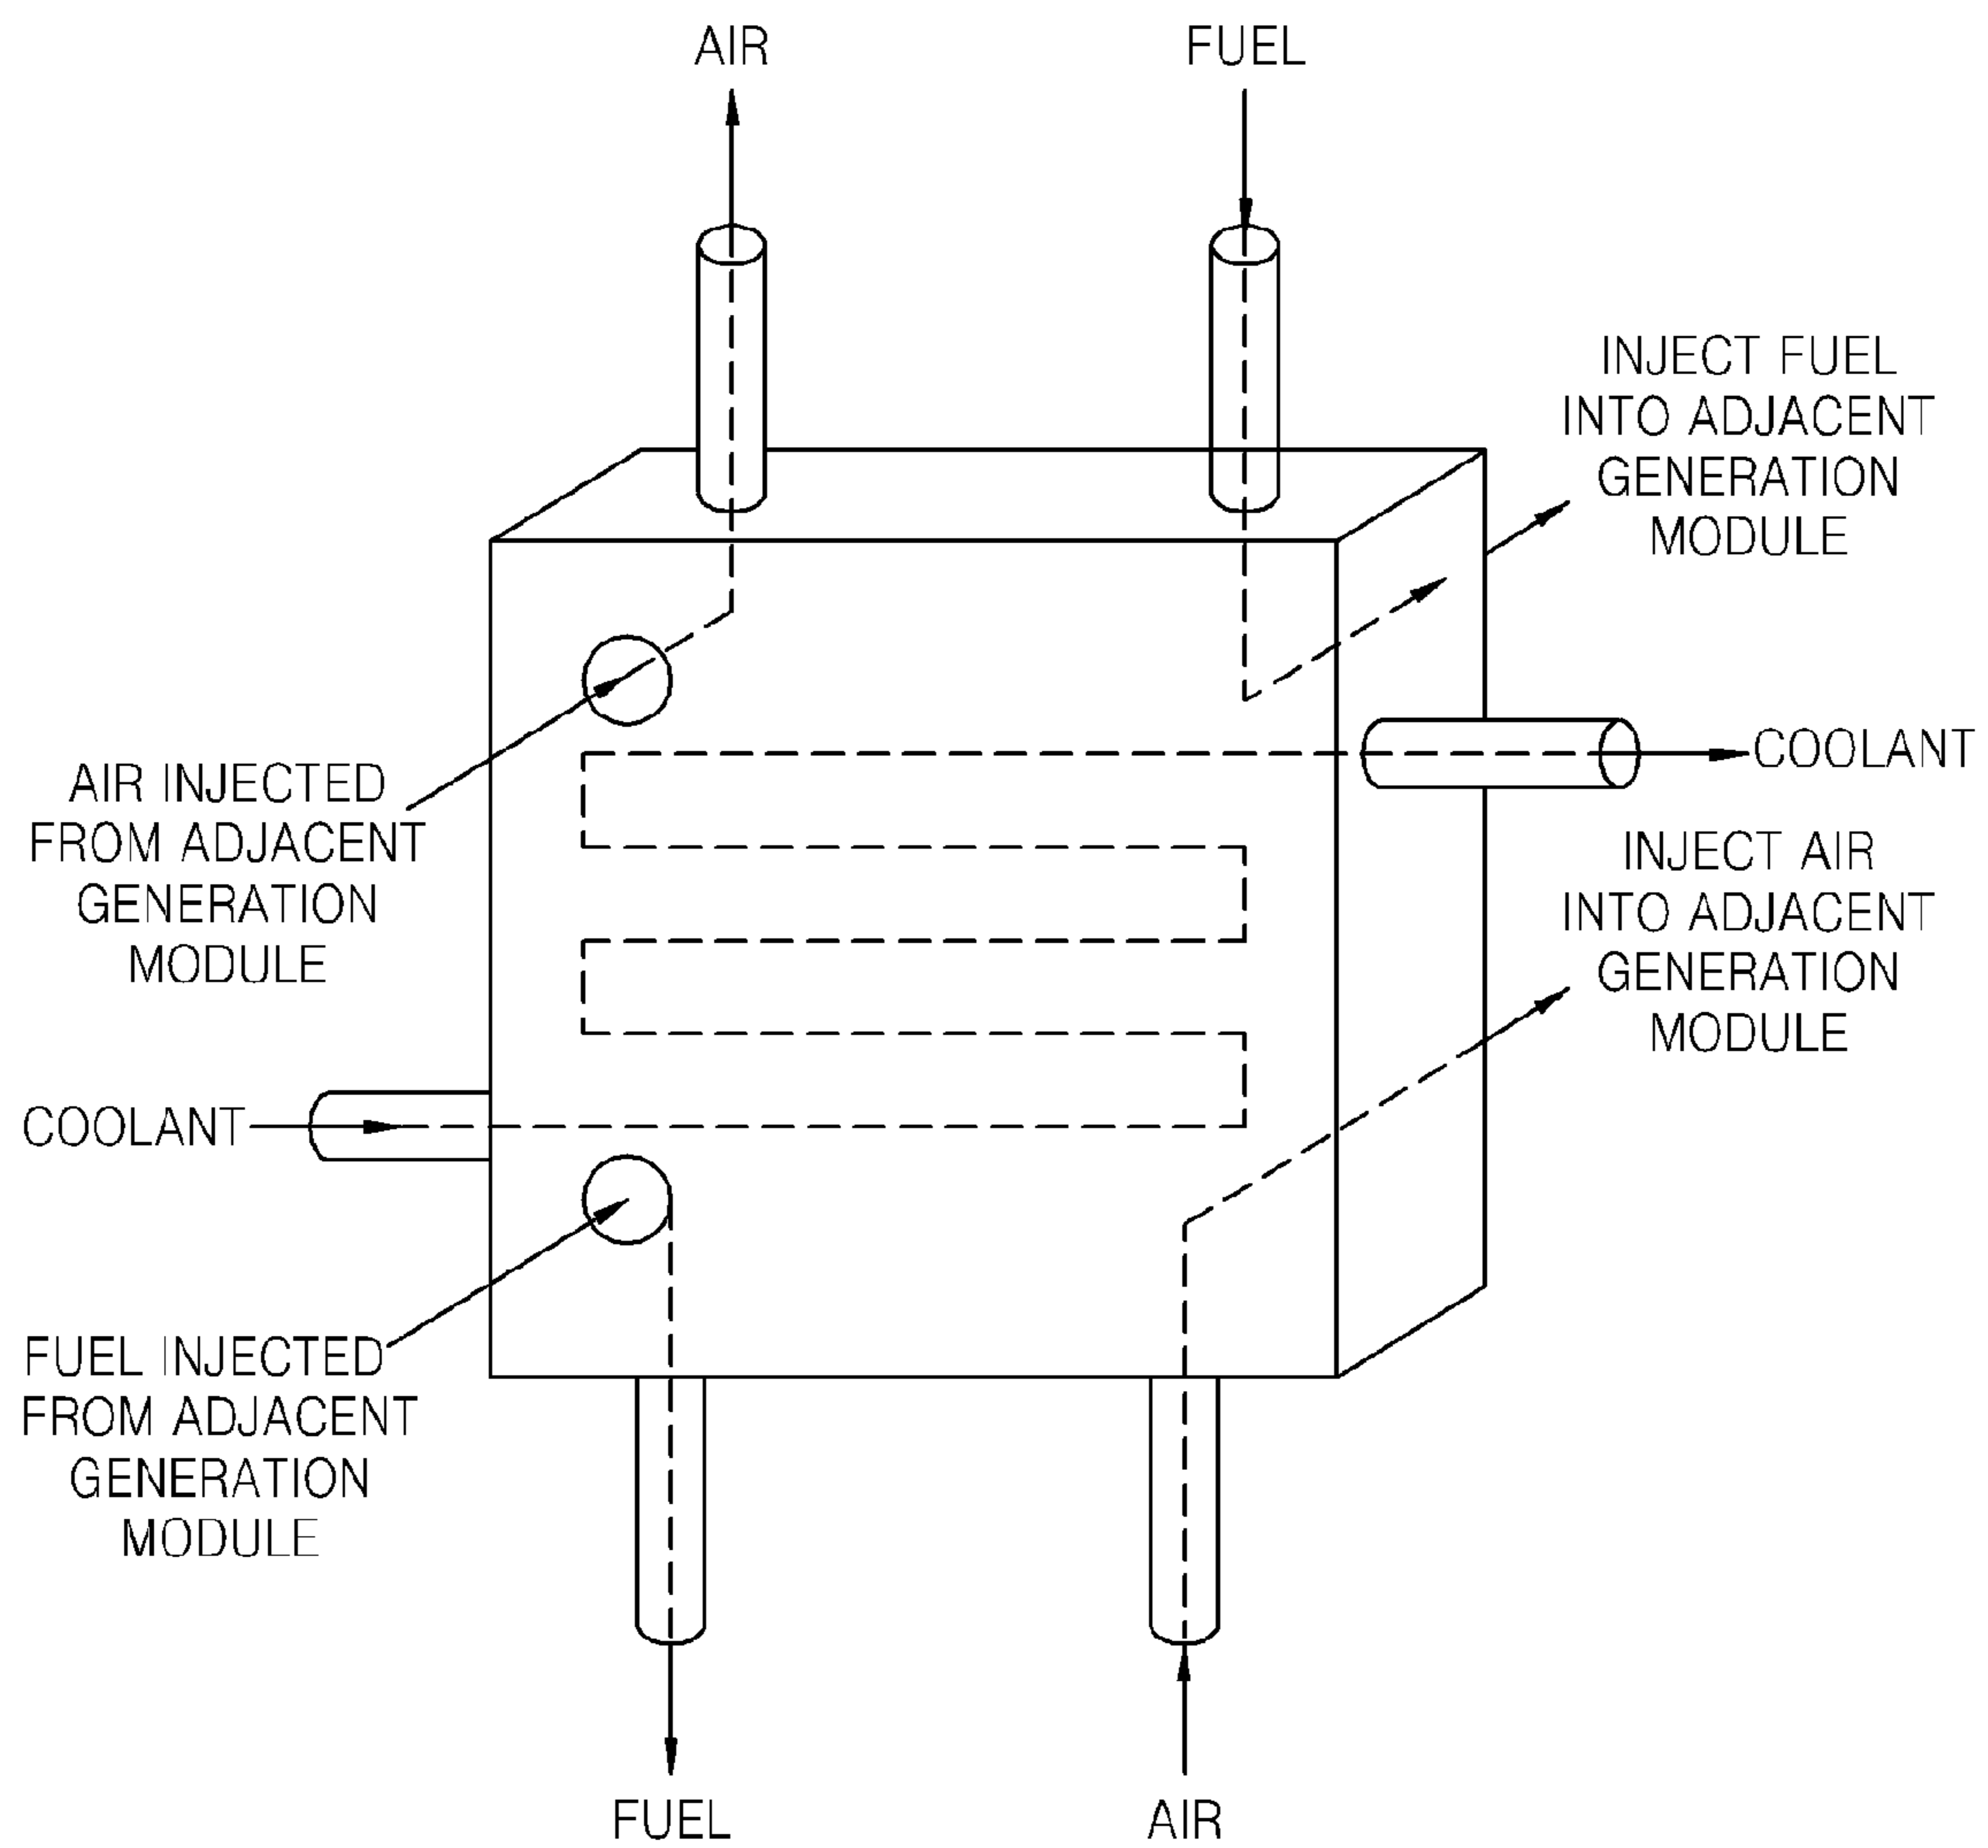 AIR
FUEL
INJECT FUEL
INTO ADJACENT
GENERATION
MODULE
COOLANT
AIR INJECTED
FROM ADJACENT
GENERATION
MODULE
INJECT AIR
INTO ADJACENT
GENERATION
MODULE
COOLANT
FUEL INJECTED
FROM ADJACENT
GENERATION
MODULE
FUEL
AIR